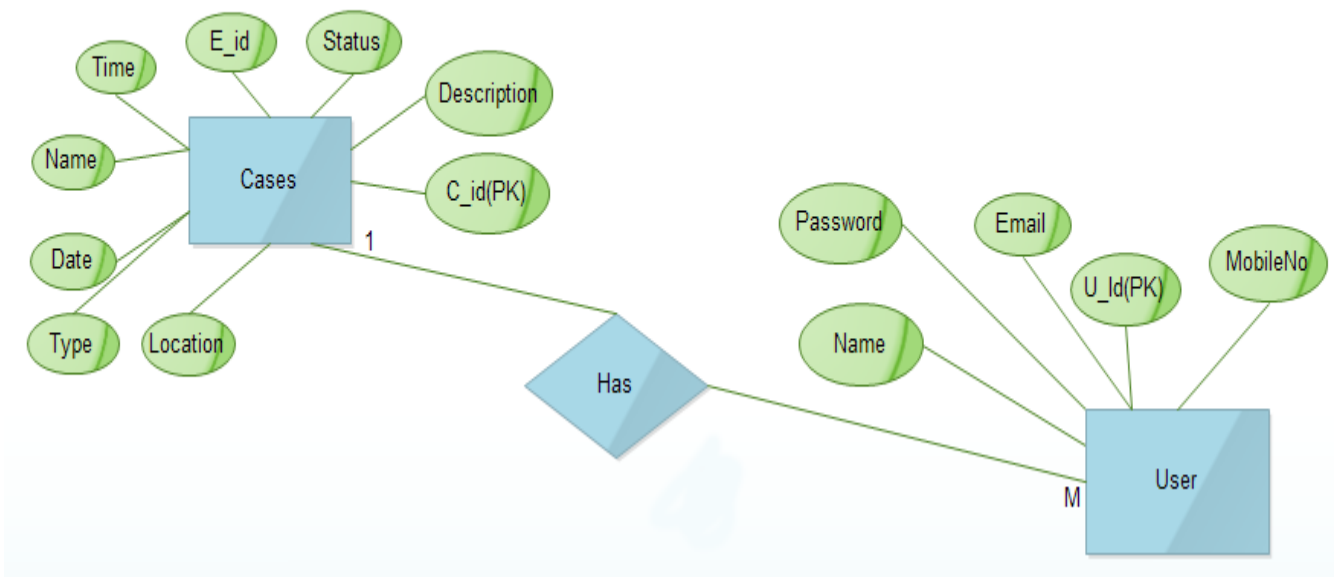 E_id
Status
Time
Description
Name
Cases
C_id(PK)
Password
Email
1
Date
MobileNo
U_Id(PK)
Type
Location
Name
Has
User
M